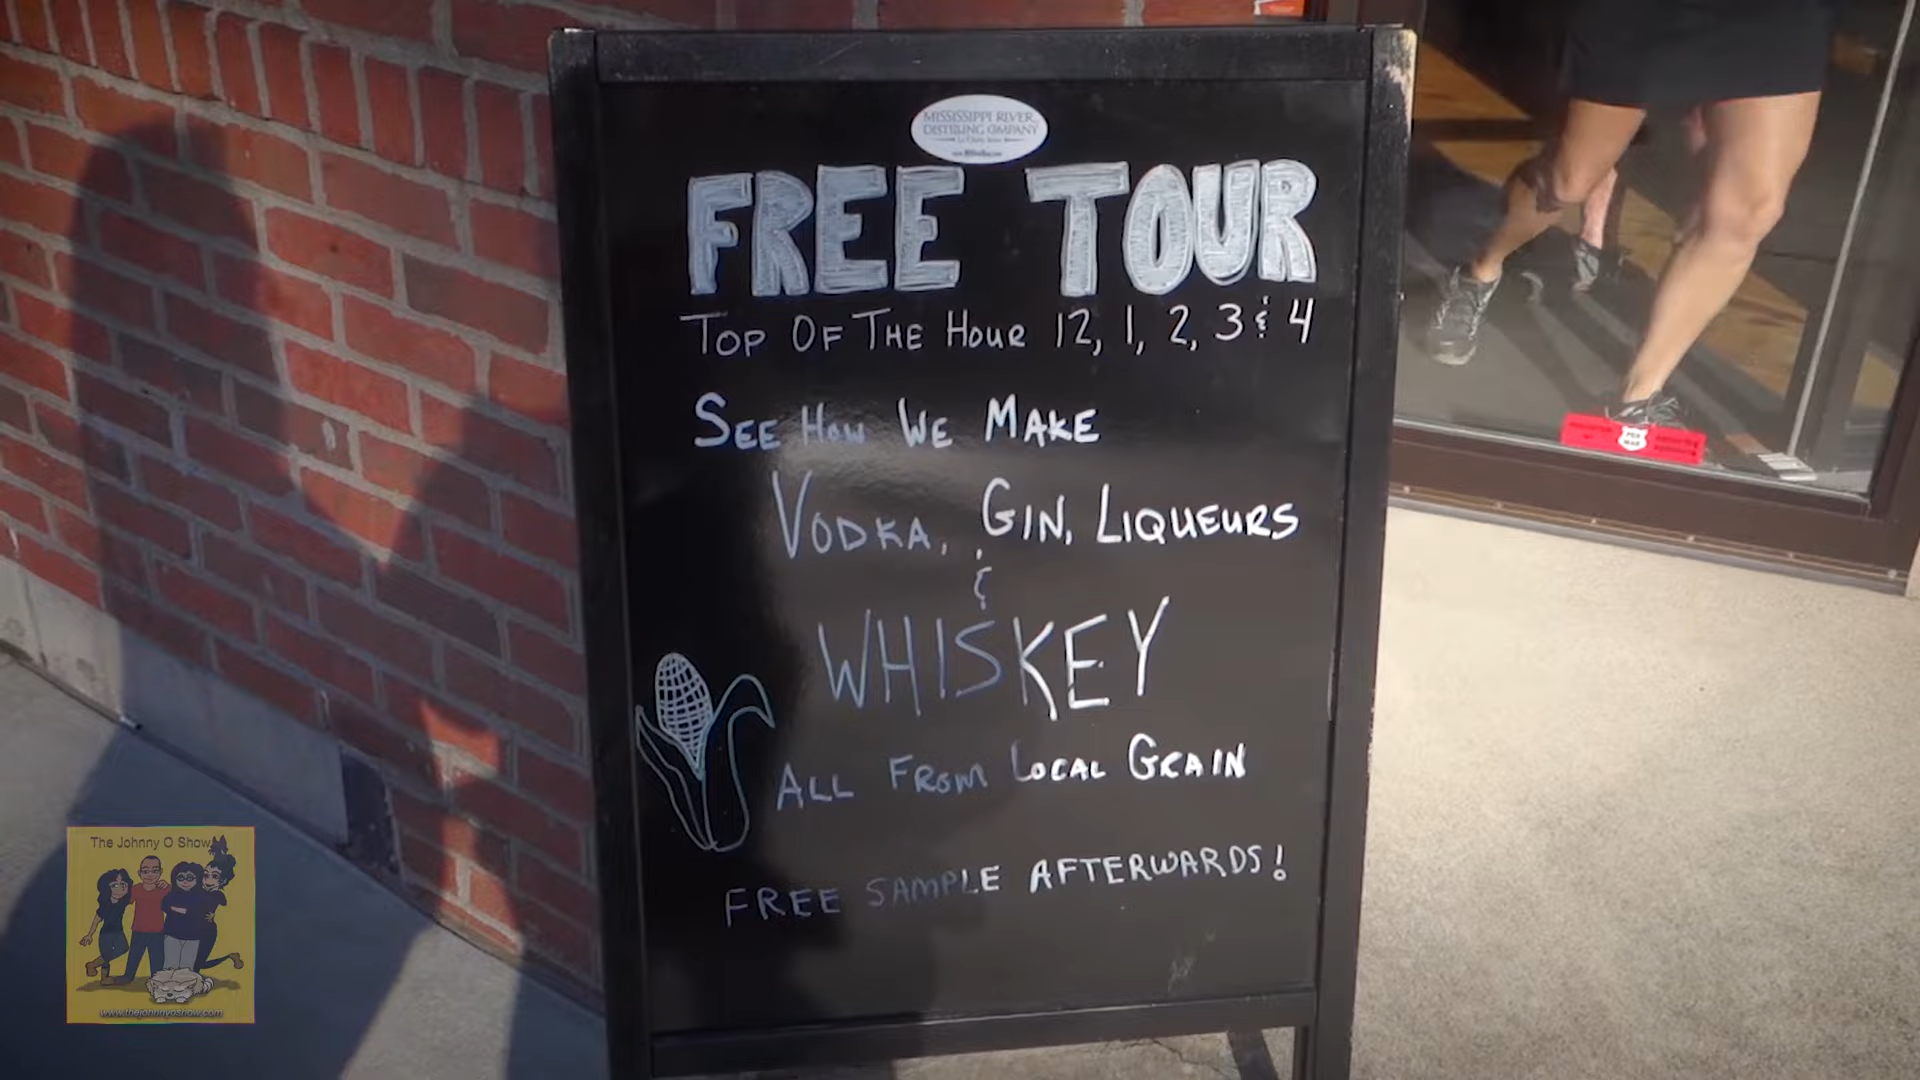 MISSISSIPPI RIVER
DISTILLING COMPANY
FREE TOUR
TOP OF THE HOUR 12, 1, 2, 3 & 4
SEE HOW WE MAKE
VODKA, GIN, LIQUEURS
&
WHISKEY
ALL FROM LOCAL GRAIN
FREE SAMPLE AFTERWARDS!
The Johnny O Show
www.thejohnnyoshow.com